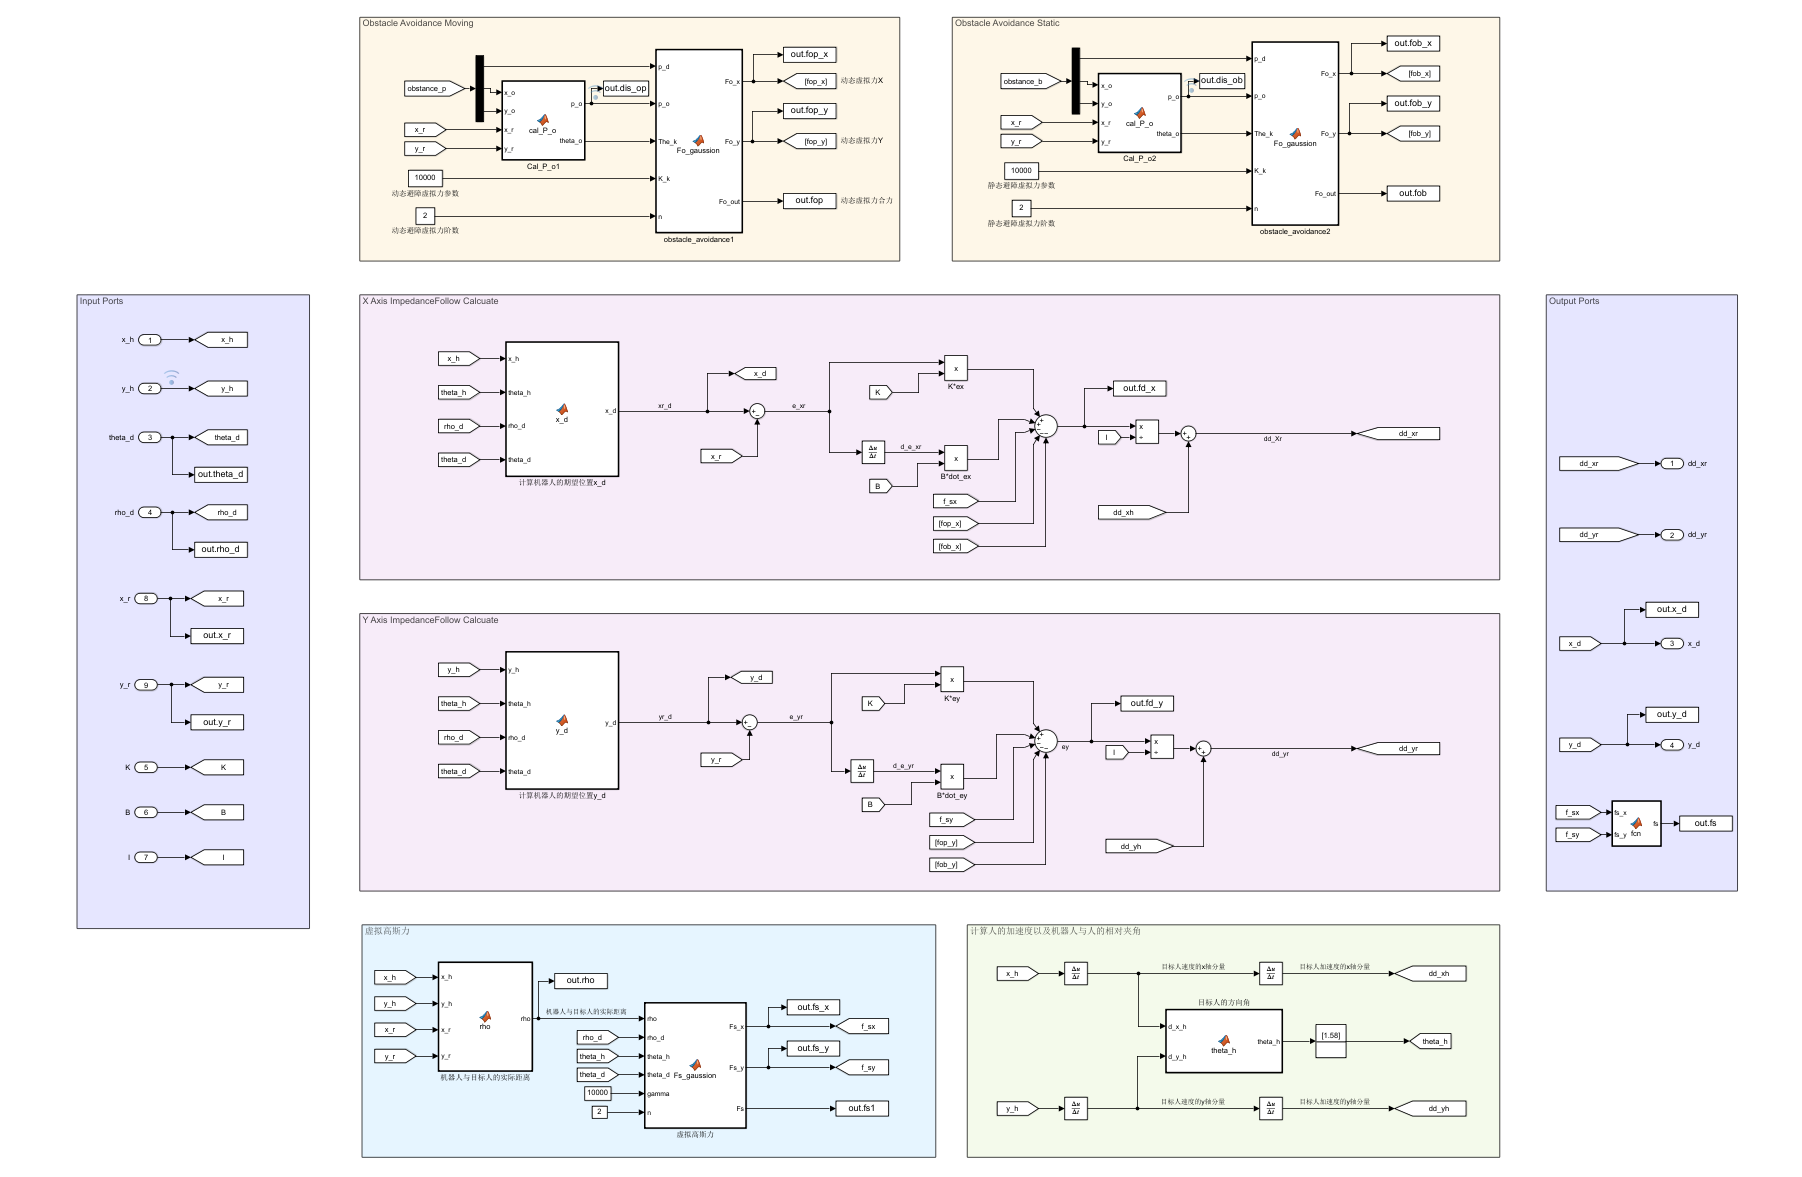 Obstacle Avoidance Moving
obstance_p
x_r
y_r
10000
动态避障虚拟力参数
2
动态避障虚拟力阶数
x_o
y_o
x_r
y_r
cal_P_o
p_o
theta_o
Cal_P_o1
out.dis_op
p_d
p_o
The_k
K_k
n
Fo_gaussion
Fo_x
Fo_y
Fo_out
obstacle_avoidance1
out.fop_x
[fop_x]
动态虚拟力X
out.fop_y
[fop_y]
动态虚拟力Y
out.fop
动态虚拟力合力
Obstacle Avoidance Static
obstance_b
x_r
y_r
10000
静态避障虚拟力参数
2
静态避障虚拟力阶数
x_o
y_o
x_r
y_r
cal_P_o
p_o
theta_o
Cal_P_o2
out.dis_ob
p_d
p_o
The_k
K_k
n
Fo_gaussion
Fo_x
Fo_y
Fo_out
obstacle_avoidance2
out.fob_x
[fob_x]
out.fob_y
[fob_y]
out.fob
Input Ports
x_h
1
x_h
y_h
2
y_h
theta_d
3
theta_d
out.theta_d
rho_d
4
rho_d
out.rho_d
x_r
8
x_r
out.x_r
y_r
9
y_r
out.y_r
K
5
K
B
6
B
I
7
I
X Axis ImpedanceFollow Calcuate
x_h
theta_h
rho_d
theta_d
x_h
theta_h
rho_d
theta_d
x_d
x_d
计算机器人的期望位置x_d
xr_d
x_d
x_r
+
−
e_xr
K
x
K*ex
Δu
Δt
d_e_xr
B
x
B*dot_ex
f_sx
[fop_x]
[fob_x]
+
+
−
−
−
out.fd_x
I
x
÷
+
+
dd_xh
dd_Xr
dd_xr
Y Axis ImpedanceFollow Calcuate
y_h
theta_h
rho_d
theta_d
y_h
theta_h
rho_d
theta_d
y_d
y_d
计算机器人的期望位置y_d
yr_d
y_d
y_r
+
−
e_yr
K
x
K*ey
Δu
Δt
d_e_yr
B
x
B*dot_ey
f_sy
[fop_y]
[fob_y]
+
+
−
−
−
ey
out.fd_y
I
x
÷
+
+
dd_yh
dd_yr
dd_yr
Output Ports
dd_xr
1
dd_xr
dd_yr
2
dd_yr
out.x_d
x_d
3
x_d
out.y_d
y_d
4
y_d
f_sx
f_sy
fs_x
fs_y
fcn
fs
out.fs
虚拟高斯力
x_h
y_h
x_r
y_r
x_h
y_h
x_r
y_r
rho
rho
机器人与目标人的实际距离
out.rho
机器人与目标人的实际距离
rho_d
theta_h
theta_d
10000
2
rho
rho_d
theta_h
theta_d
gamma
n
Fs_gaussion
Fs_x
Fs_y
Fs
虚拟高斯力
out.fs_x
f_sx
out.fs_y
f_sy
out.fs1
计算人的加速度以及机器人与人的相对夹角
x_h
Δu
Δt
目标人速度的x轴分量
Δu
Δt
目标人加速度的x轴分量
dd_xh
目标人的方向角
d_x_h
d_y_h
theta_h
theta_h
[1.58]
theta_h
y_h
Δu
Δt
目标人速度的y轴分量
Δu
Δt
目标人加速度的y轴分量
dd_yh